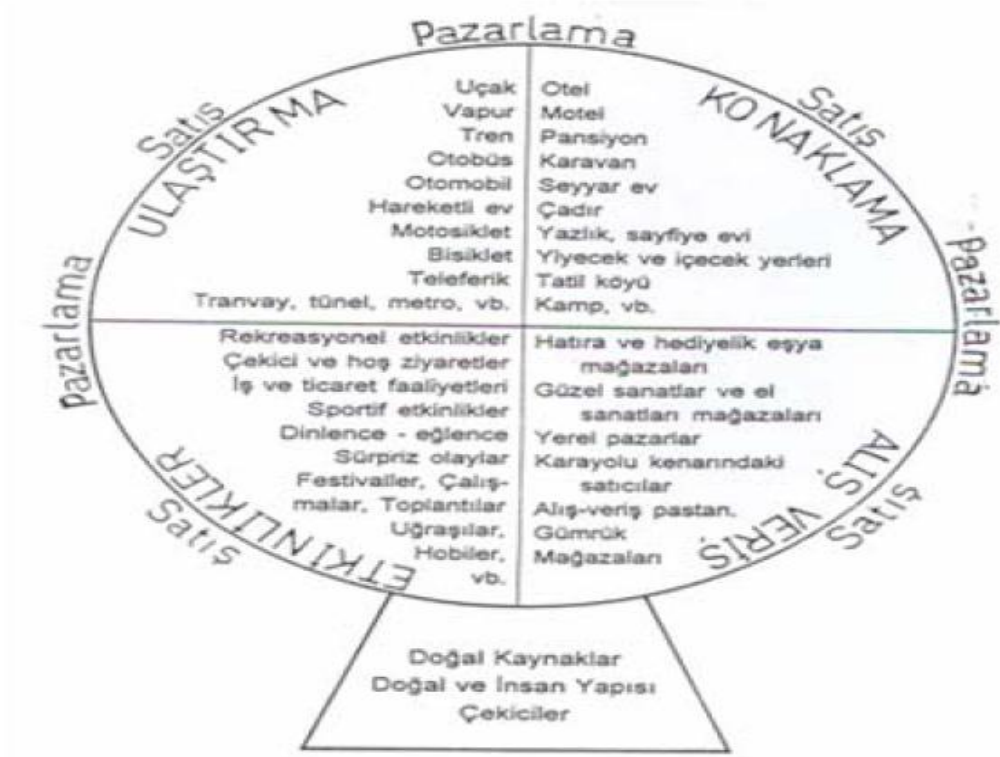 Pazarlama
Satış
Satış
ULAŞTIRMA
KONAKLAMA
Uçak
Vapur
Tren
Otobüs
Otomobil
Hareketli ev
Motosiklet
Bisiklet
Teleferik
Tranvay, tünel, metro, vb.
Otel
Motel
Pansiyon
Karavan
Seyyar ev
Çadır
Yazlık, sayfiye evi
Yiyecek ve içecek yerleri
Tatil köyü
Kamp, vb.
Pazarlama
Pazarlama
Rekreasyonel etkinlikler
Çekici ve hoş ziyaretler
İş ve ticaret faaliyetleri
Sportif etkinlikler
Dinlence - eğlence
Sürpriz olaylar
Festivaller, Çalış-
malar, Toplantılar
Uğraşılar,
Hobiler,
vb.
Hatıra ve hediyelik eşya
mağazaları
Güzel sanatlar ve el
sanatları mağazaları
Yerel pazarlar
Karayolu kenarındaki
satıcılar
Alış-veriş pastan,
Gümrük
Mağazaları
ETKİNLİKLER
ALIŞ. VERİŞ
Satış
Satış
Doğal Kaynaklar
Doğal ve İnsan Yapısı
Çekiciler